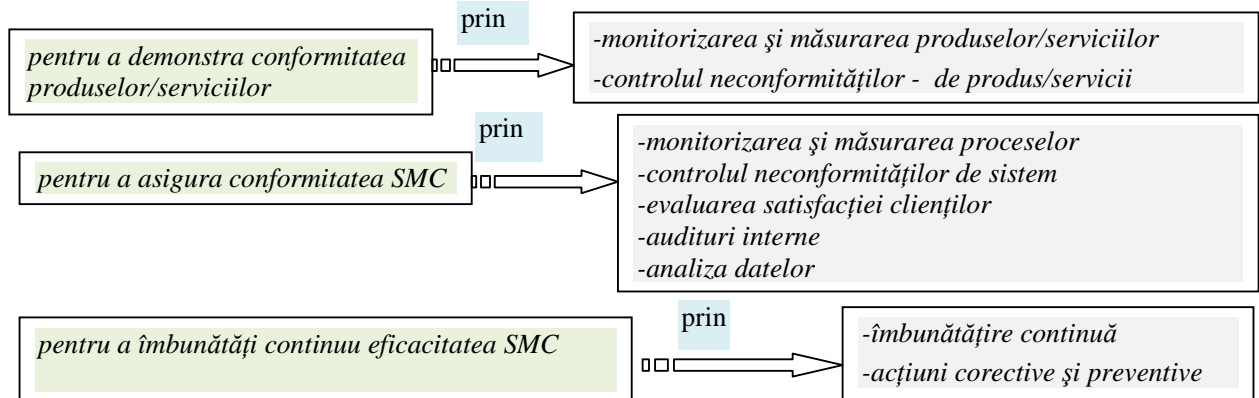 prin
pentru a demonstra conformitatea
produselor/serviciilor
-monitorizarea şi măsurarea produselor/serviciilor
-controlul neconformităților - de produs/servicii
prin
pentru a asigura conformitatea SMC
-monitorizarea şi măsurarea proceselor
-controlul neconformităților de sistem
-evaluarea satisfacției clienților
-audituri interne
-analiza datelor
prin
pentru a îmbunătăți continuu eficacitatea SMC
-îmbunătățire continuă
-acțiuni corective şi preventive